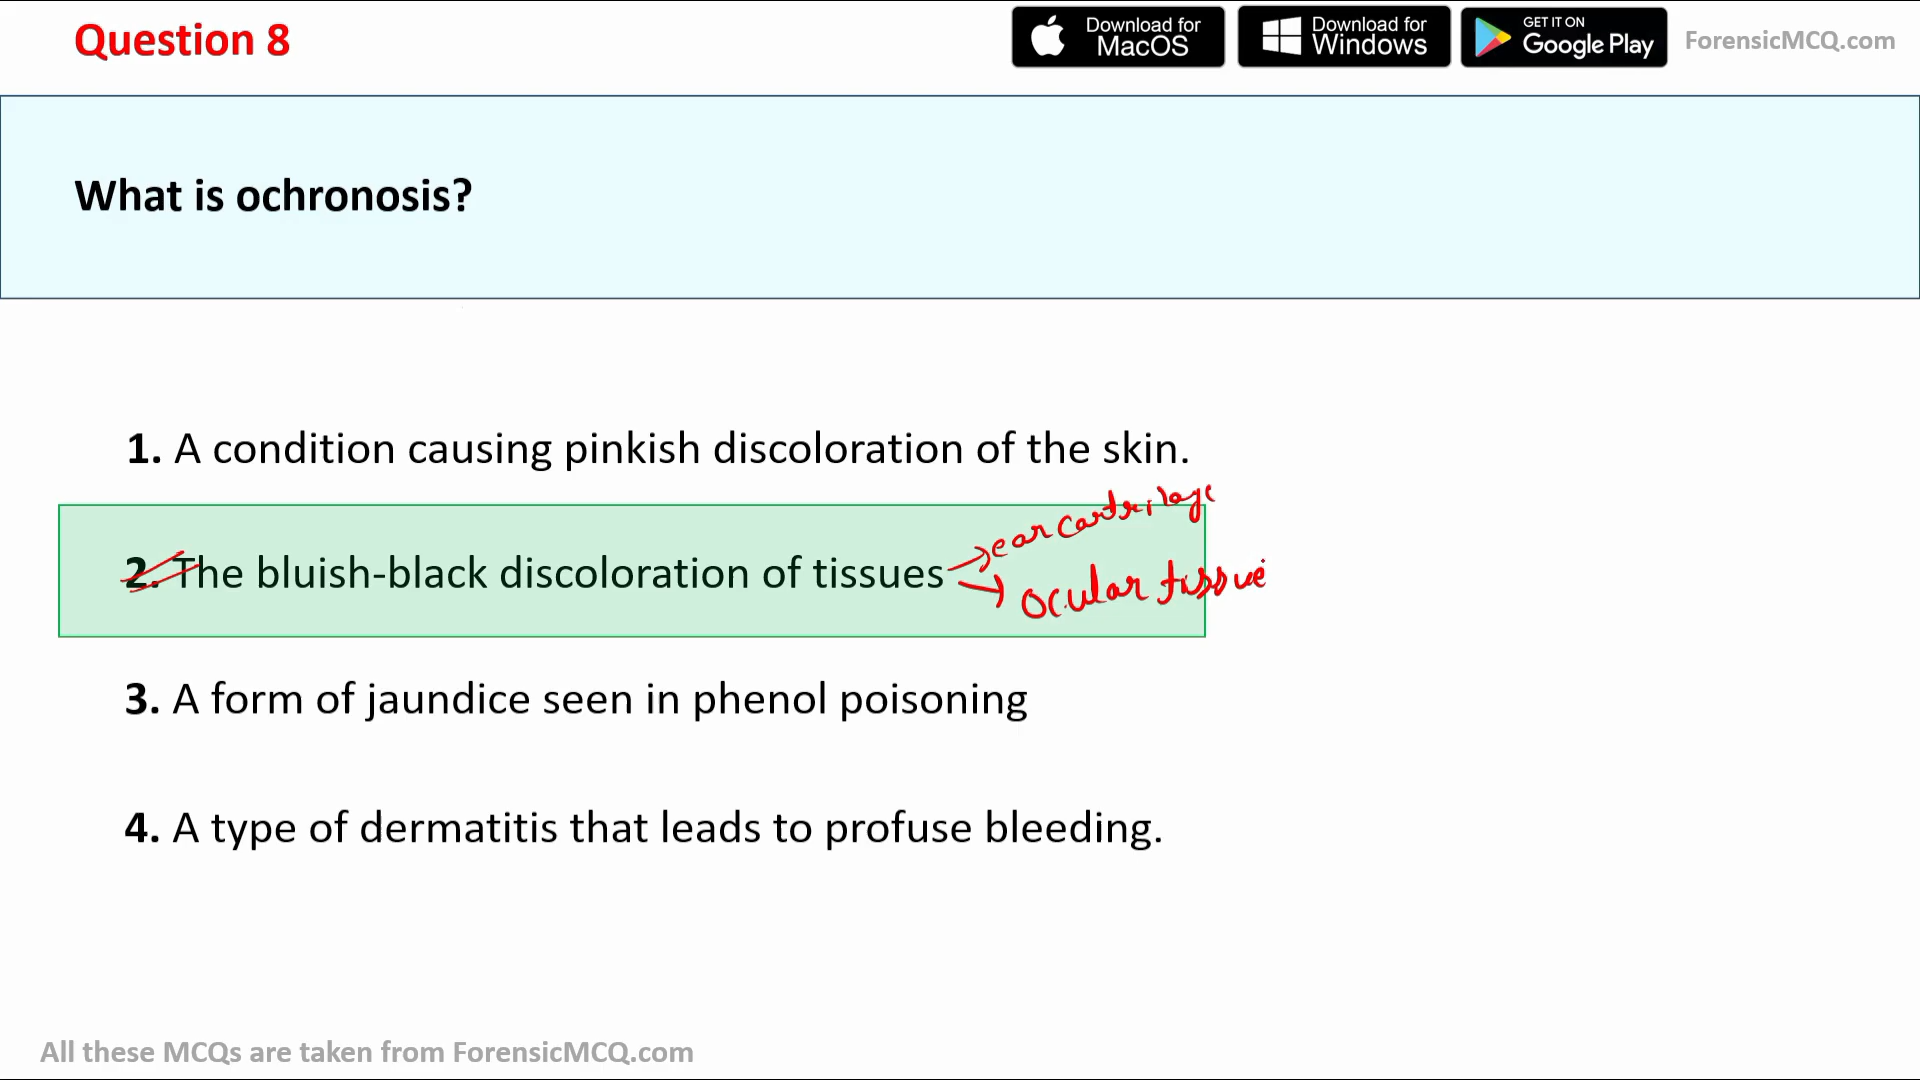 Question 8
Download for MacOS
Download for Windows
GET IT ON Google Play
ForensicMCQ.com
What is ochronosis?
1. A condition causing pinkish discoloration of the skin.
2. The bluish-black discoloration of tissues
ear cartrilage
ocular tissue
3. A form of jaundice seen in phenol poisoning
4. A type of dermatitis that leads to profuse bleeding.
All these MCQs are taken from ForensicMCQ.com